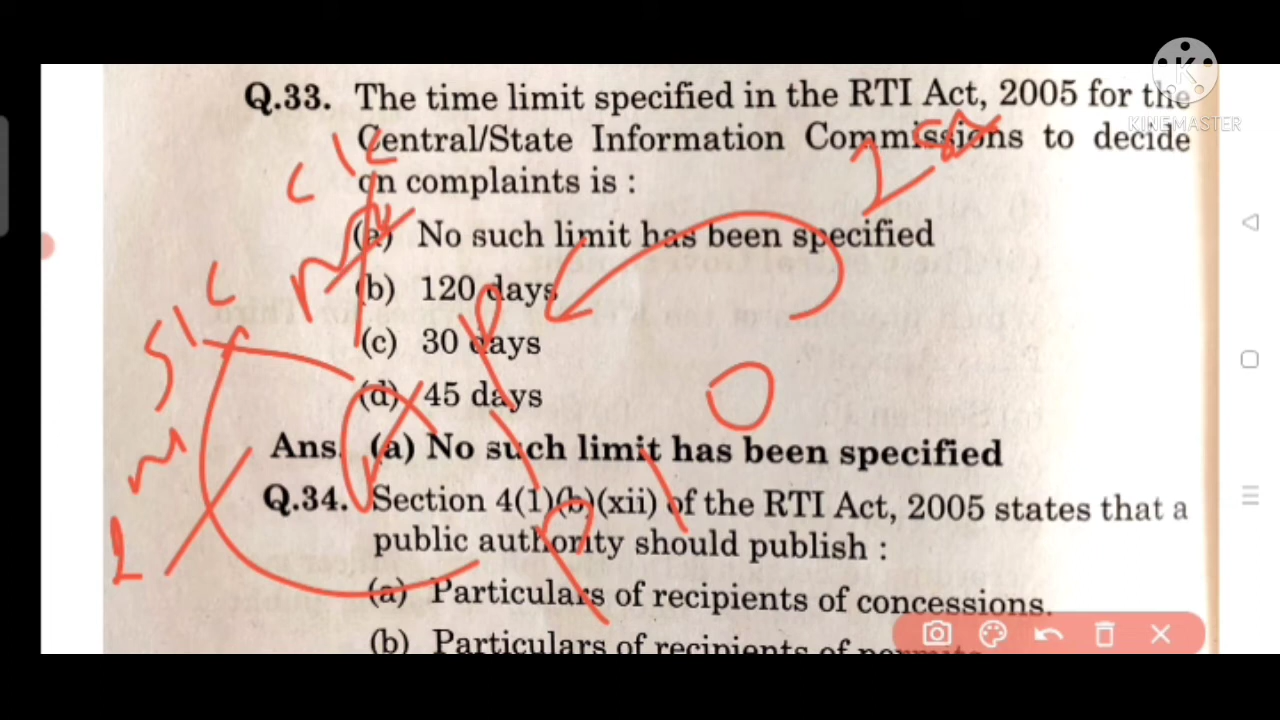 KINEMASTER
Q.33. The time limit specified in the RTI Act, 2005 for the
Central/State Information Commissions to decide
on complaints is :
(a) No such limit has been specified
(b) 120 days
(c) 30 days
(d) 45 days
Ans. (a) No such limit has been specified
Q.34. Section 4(1)(b)(xii) of the RTI Act, 2005 states that a
public authority should publish :
(a) Particulars of recipients of concessions.
(b) Particulars of recipients of permits